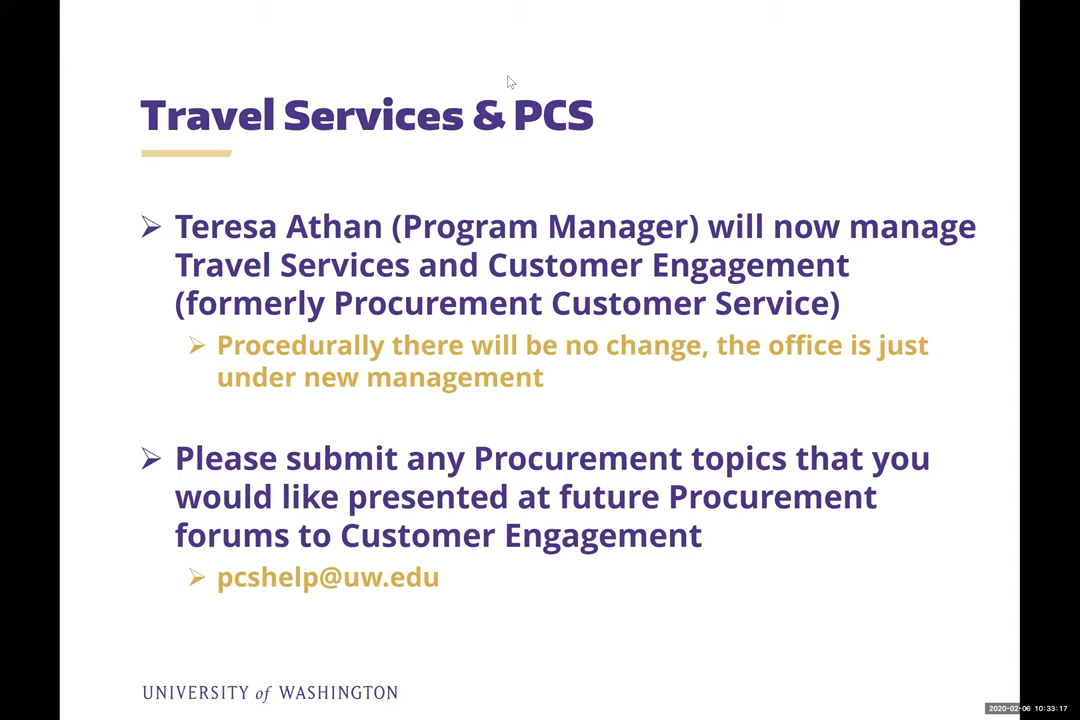 Travel Services & PCS
Teresa Athan (Program Manager) will now manage
Travel Services and Customer Engagement
(formerly Procurement Customer Service)
Procedurally there will be no change, the office is just
under new management
Please submit any Procurement topics that you
would like presented at future Procurement
forums to Customer Engagement
pcshelp@uw.edu
UNIVERSITY of WASHINGTON
2020-02-06 10:33:17